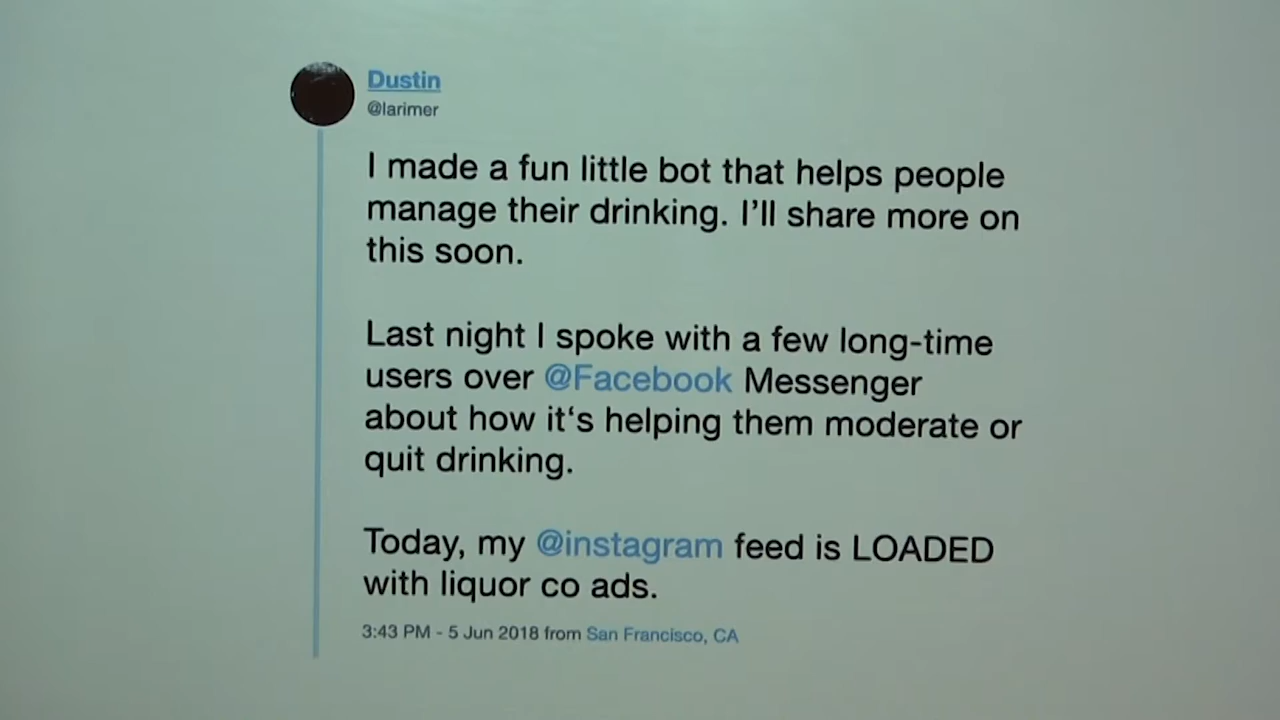 Dustin
@larimer
I made a fun little bot that helps people
manage their drinking. I’ll share more on
this soon.
Last night I spoke with a few long-time
users over @Facebook Messenger
about how it‘s helping them moderate or
quit drinking.
Today, my @instagram feed is LOADED
with liquor co ads.
3:43 PM - 5 Jun 2018 from San Francisco, CA